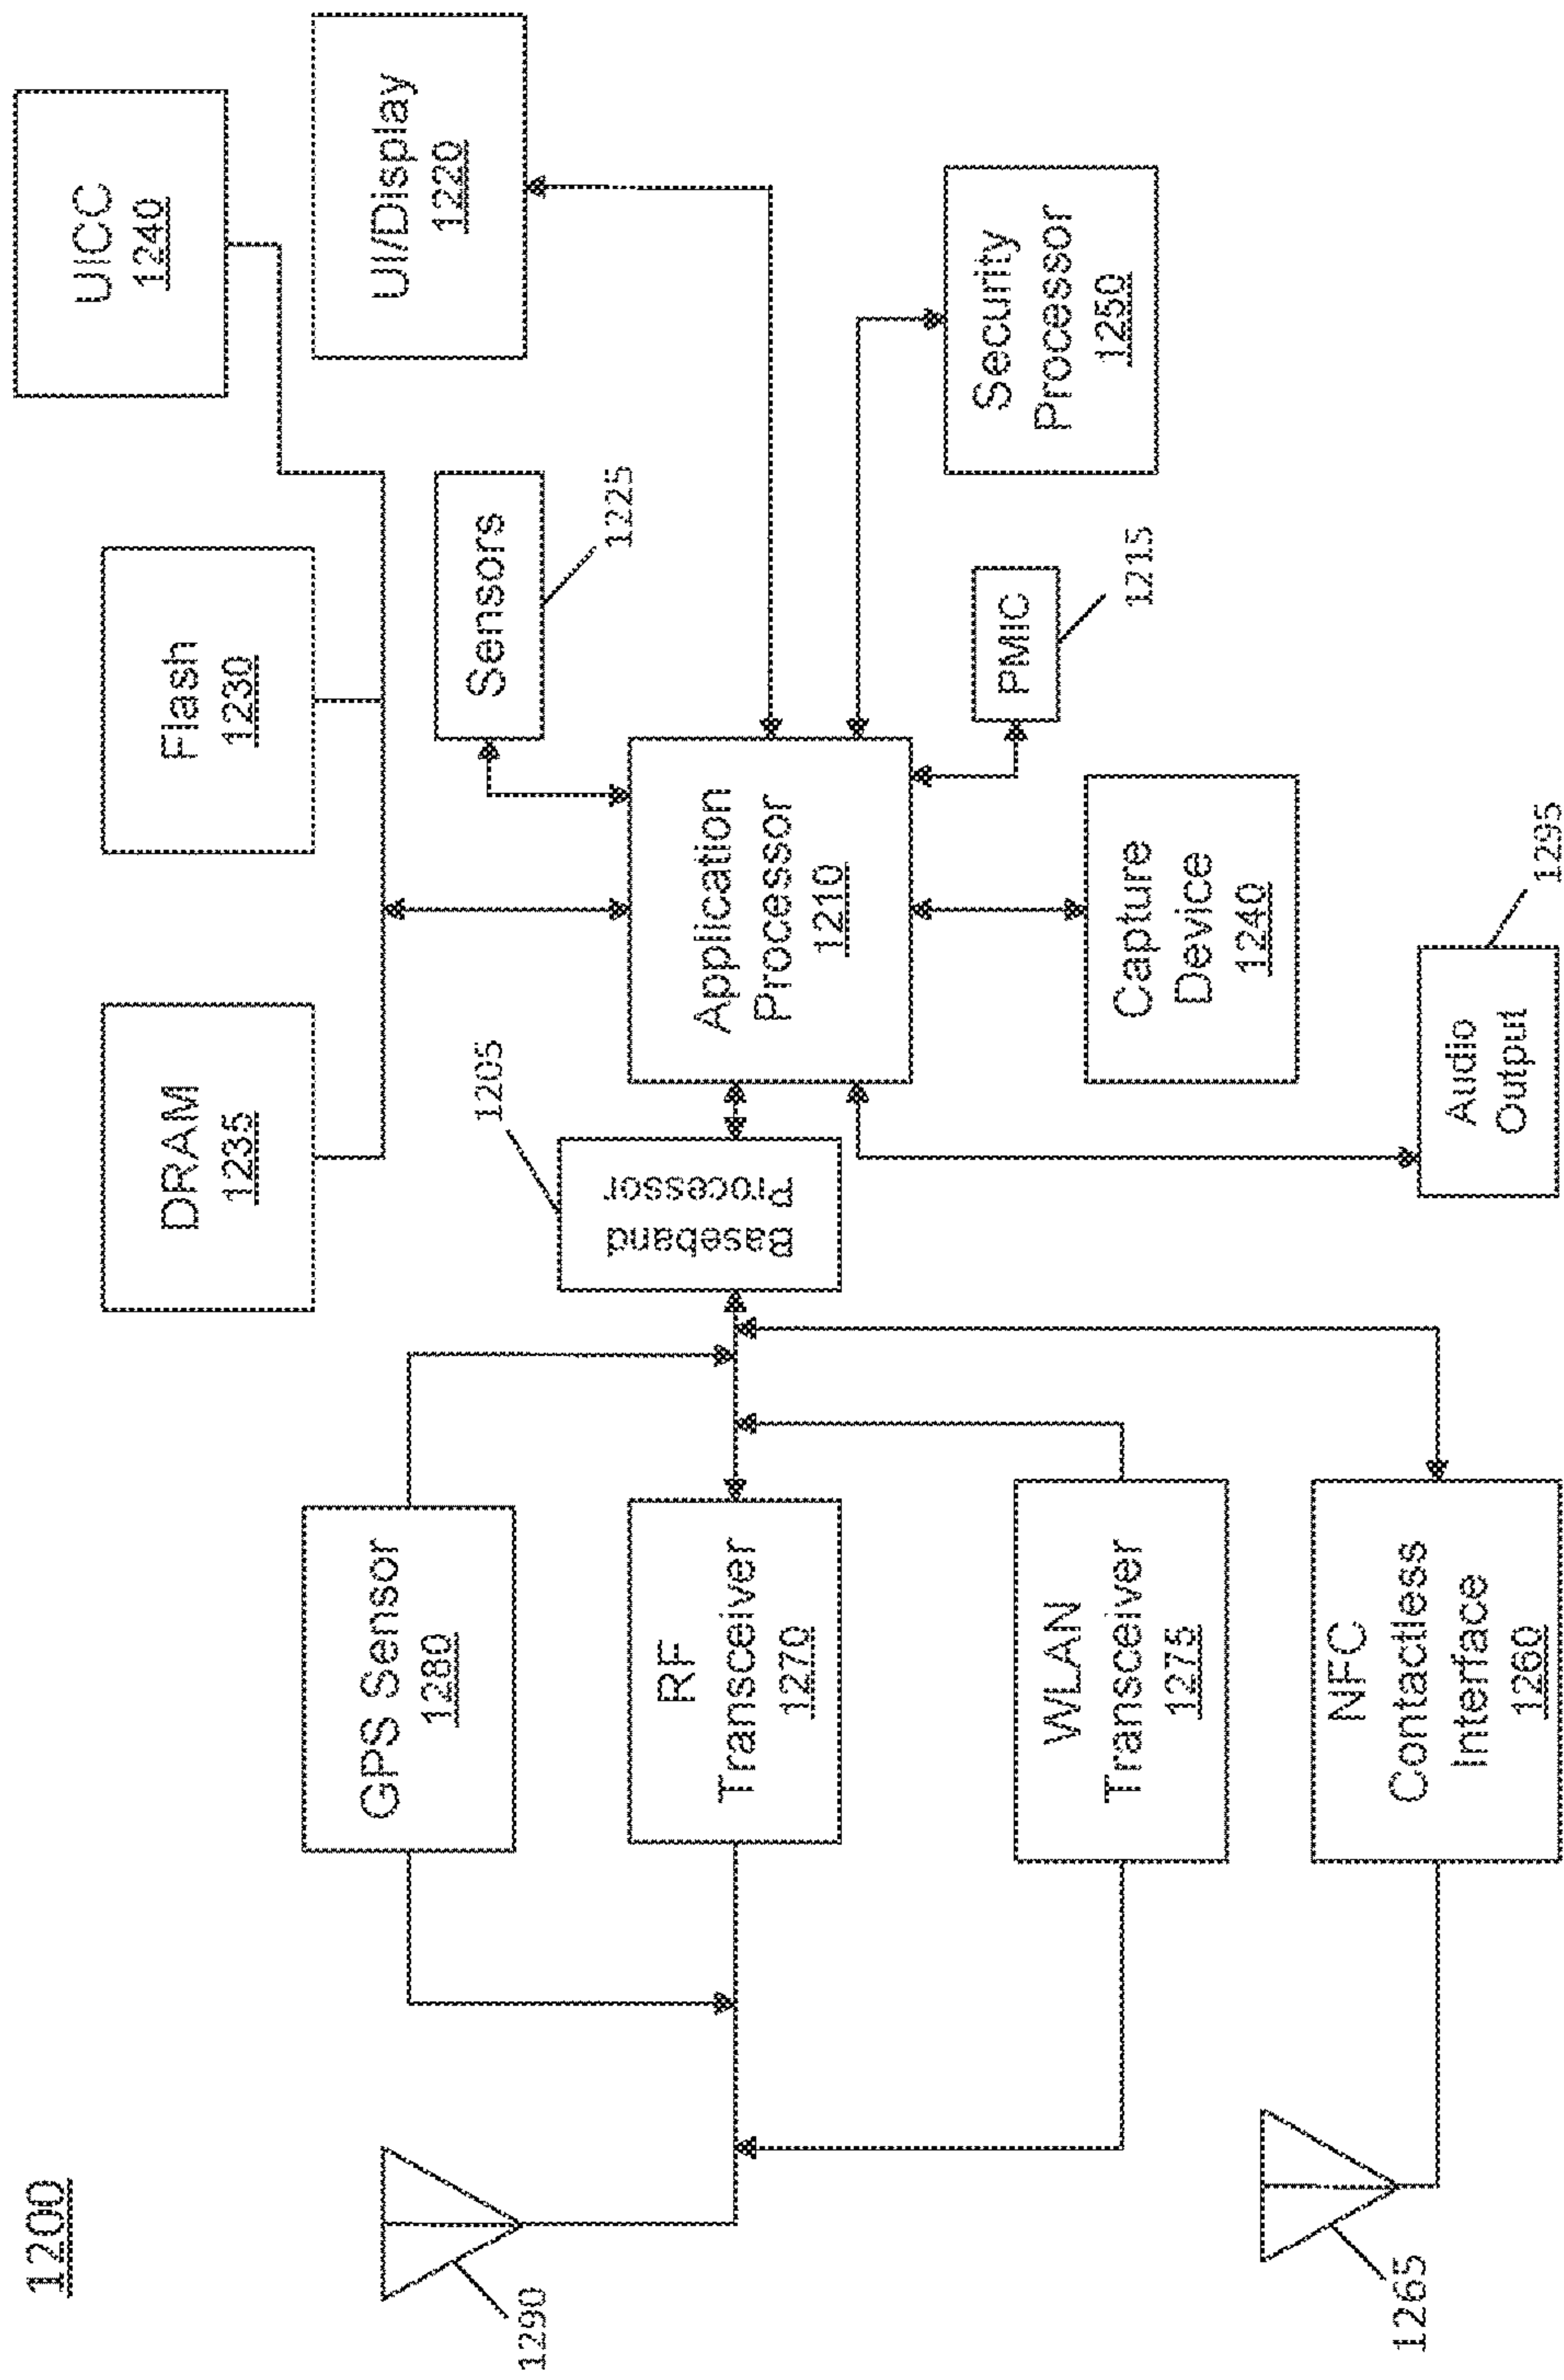 1200
UICC
1240
Flash
1230
DRAM
1235
UI/Display
1220
Sensors
1225
GPS Sensor
1280
1290
1205
Baseband
Processor
Application
Processor
1210
RF
Transceiver
1270
Security
Processor
1250
PMIC
1215
Capture
Device
1240
WLAN
Transceiver
1275
NFC
Contactless
Interface
1260
1265
Audio
Output
1295